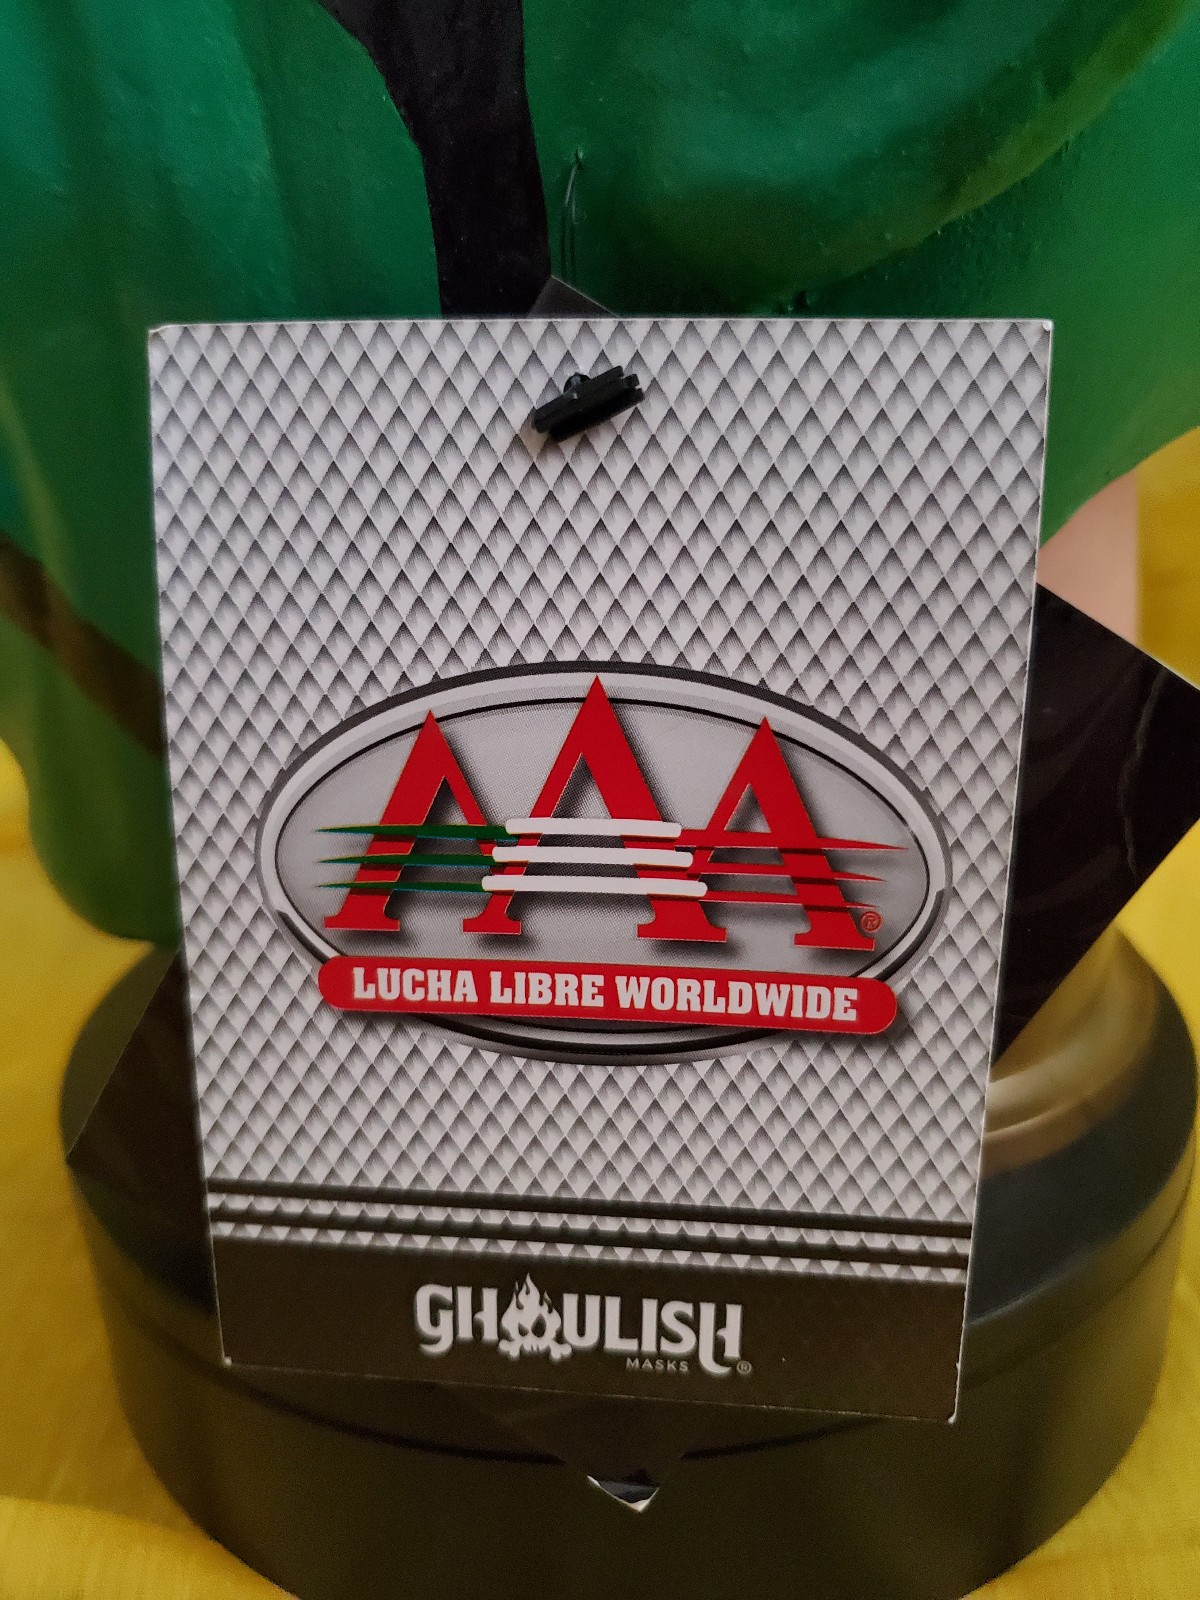 AAA
®
LUCHA LIBRE WORLDWIDE
GHOULISH
MASKS ®